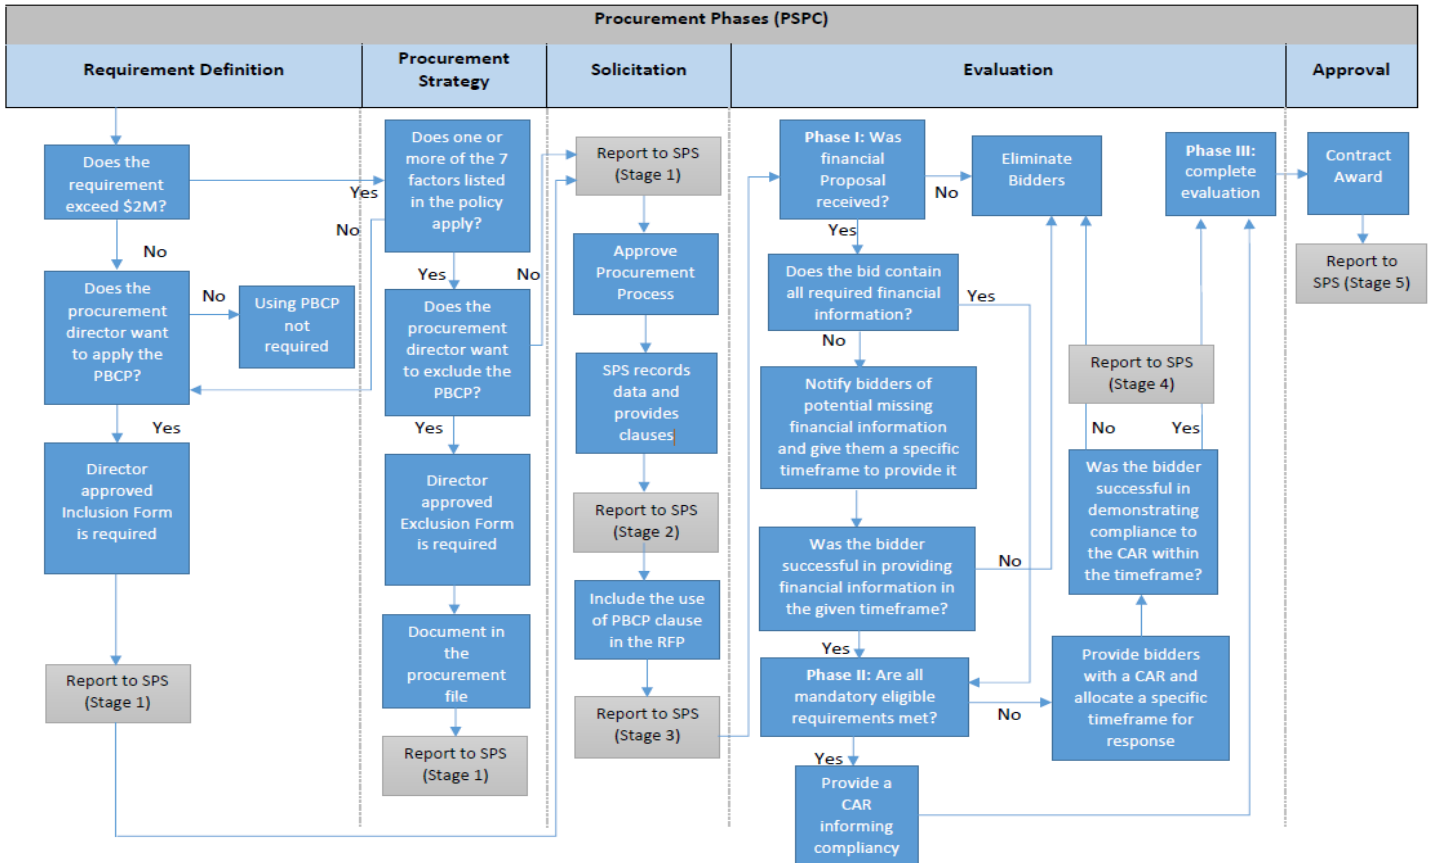 Procurement Phases (PSPC)
Requirement Definition
Procurement
Strategy
Solicitation
Evaluation
Approval
Does the
requirement
exceed $2M?
Yes
No
No
Does the
procurement
director want
to apply the
PBCP?
No
Using PBCP
not
required
Yes
Director
approved
Inclusion Form
is required
Report to SPS
(Stage 1)
Does one or
more of the 7
factors listed
in the policy
apply?
Yes
No
Does the
procurement
director want
to exclude the
PBCP?
Yes
Director
approved
Exclusion Form
is required
Document in
the
procurement
file
Report to SPS
(Stage 1)
Report to SPS
(Stage 1)
Approve
Procurement
Process
SPS records
data and
provides
clauses
Report to SPS
(Stage 2)
Include the use
of PBCP clause
in the RFP
Report to SPS
(Stage 3)
Phase I: Was
financial
Proposal
received?
No
Eliminate
Bidders
Yes
Does the bid contain
all required financial
information?
Yes
No
Notify bidders of
potential missing
financial information
and give them a specific
timeframe to provide it
Was the bidder
successful in providing
financial information in
the given timeframe?
No
Yes
Phase II: Are all
mandatory eligible
requirements met?
No
Yes
Provide a
CAR
informing
compliancy
Provide bidders
with a CAR and
allocate a specific
timeframe for
response
Was the bidder
successful in
demonstrating
compliance to
the CAR within
the timeframe?
No
Yes
Report to SPS
(Stage 4)
Phase III:
complete
evaluation
Contract
Award
Report to
SPS (Stage 5)